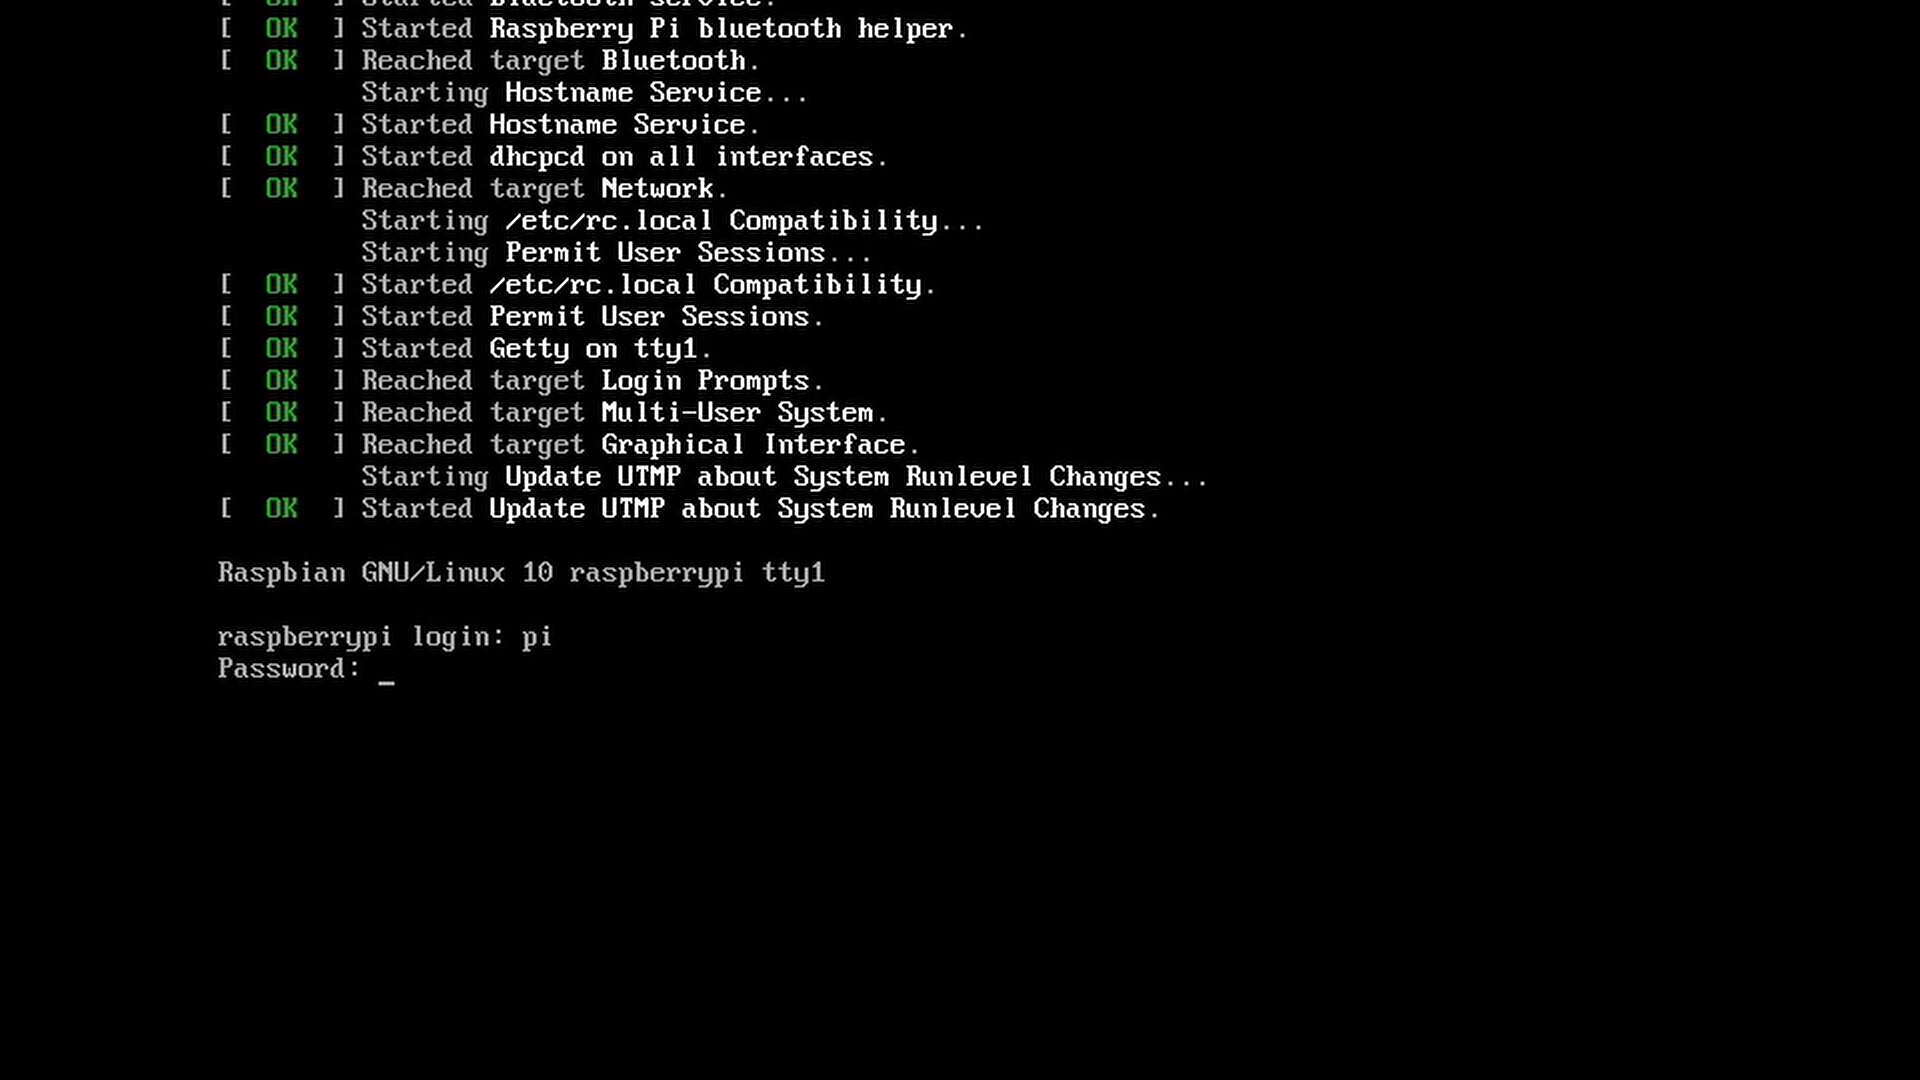 [  OK  ] Started Bluetooth service.
[  OK  ] Started Raspberry Pi bluetooth helper.
[  OK  ] Reached target Bluetooth.
         Starting Hostname Service...
[  OK  ] Started Hostname Service.
[  OK  ] Started dhcpcd on all interfaces.
[  OK  ] Reached target Network.
         Starting /etc/rc.local Compatibility...
         Starting Permit User Sessions...
[  OK  ] Started /etc/rc.local Compatibility.
[  OK  ] Started Permit User Sessions.
[  OK  ] Started Getty on tty1.
[  OK  ] Reached target Login Prompts.
[  OK  ] Reached target Multi-User System.
[  OK  ] Reached target Graphical Interface.
         Starting Update UTMP about System Runlevel Changes...
[  OK  ] Started Update UTMP about System Runlevel Changes.
Raspbian GNU/Linux 10 raspberrypi tty1
raspberrypi login: pi
Password: _